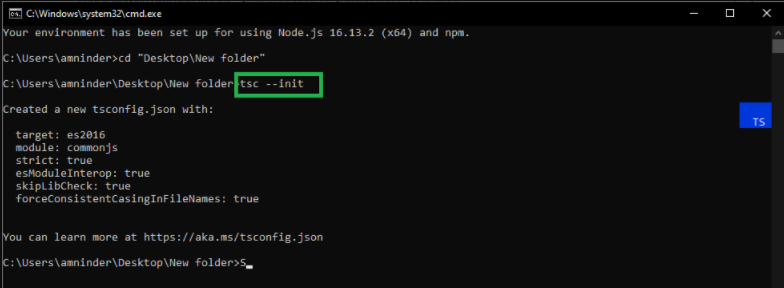 C:\Windows\system32\cmd.exe
Your environment has been set up for using Node.js 16.13.2 (x64) and npm.
C:\Users\amninder>cd "Desktop\New folder"
C:\Users\amninder\Desktop\New folder>tsc --init
Created a new tsconfig.json with:
TS
target: es2016
module: commonjs
strict: true
esModuleInterop: true
skipLibCheck: true
forceConsistentCasingInFileNames: true
You can learn more at https://aka.ms/tsconfig.json
C:\Users\amninder\Desktop\New folder>S